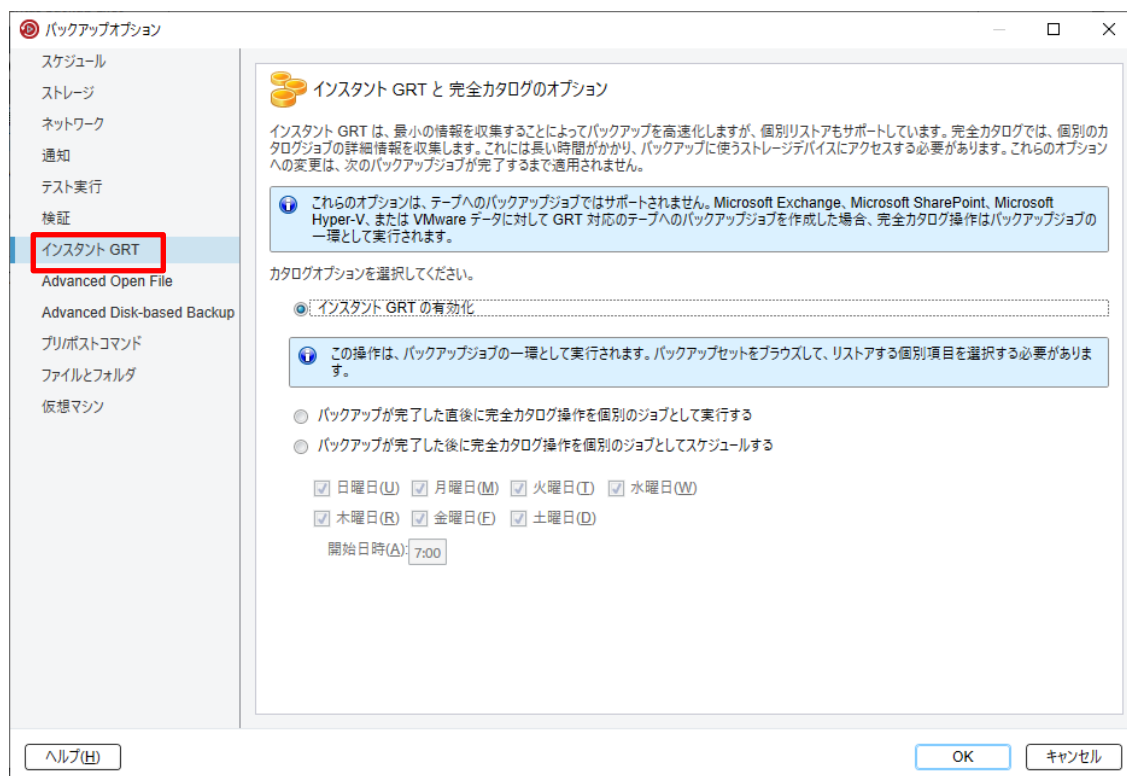 バックアップオプション
スケジュール
ストレージ
ネットワーク
通知
テスト実行
検証
インスタント GRT
Advanced Open File
Advanced Disk-based Backup
プリ/ポストコマンド
ファイルとフォルダ
仮想マシン
インスタント GRT と 完全カタログのオプション
インスタント GRT は、最小の情報を収集することによってバックアップを高速化しますが、個別リストアもサポートしています。完全カタログでは、個別のカ
タログジョブの詳細情報を収集します。これには長い時間がかかり、バックアップに使うストレージデバイスにアクセスする必要があります。これらのオプション
への変更は、次のバックアップジョブが完了するまで適用されません。
これらのオプションは、テープへのバックアップジョブではサポートされません。Microsoft Exchange、Microsoft SharePoint、Microsoft
Hyper-V、または VMware データに対して GRT 対応のテープへのバックアップジョブを作成した場合、完全カタログ操作はバックアップジョブの
一環として実行されます。
カタログオプションを選択してください。
インスタント GRT の有効化
この操作は、バックアップジョブの一環として実行されます。バックアップセットをブラウズして、リストアする個別項目を選択する必要がありま
す。
バックアップが完了した直後に完全カタログ操作を個別のジョブとして実行する
バックアップが完了した後に完全カタログ操作を個別のジョブとしてスケジュールする
日曜日(U) 月曜日(M) 火曜日(T) 水曜日(W)
木曜日(R) 金曜日(F) 土曜日(D)
開始日時(A): 7:00
ヘルプ(H) OK キャンセル